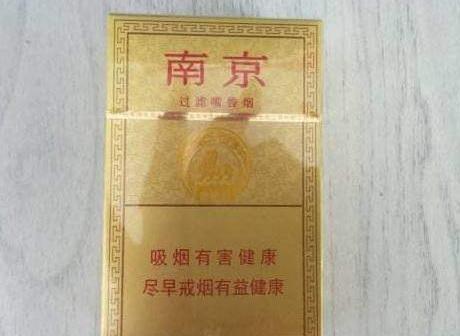 南京
过滤嘴香烟
吸烟有害健康
尽早戒烟有益健康